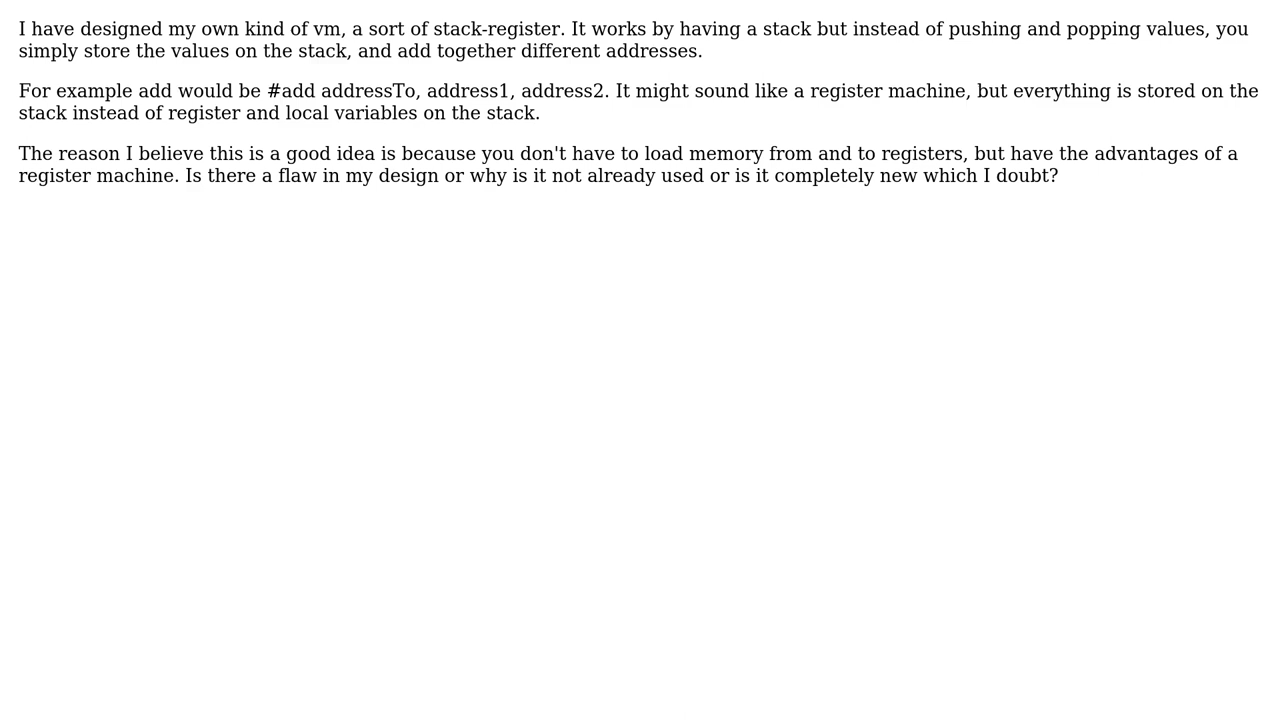 I have designed my own kind of vm, a sort of stack-register. It works by having a stack but instead of pushing and popping values, you
simply store the values on the stack, and add together different addresses.
For example add would be #add addressTo, address1, address2. It might sound like a register machine, but everything is stored on the
stack instead of register and local variables on the stack.
The reason I believe this is a good idea is because you don't have to load memory from and to registers, but have the advantages of a
register machine. Is there a flaw in my design or why is it not already used or is it completely new which I doubt?